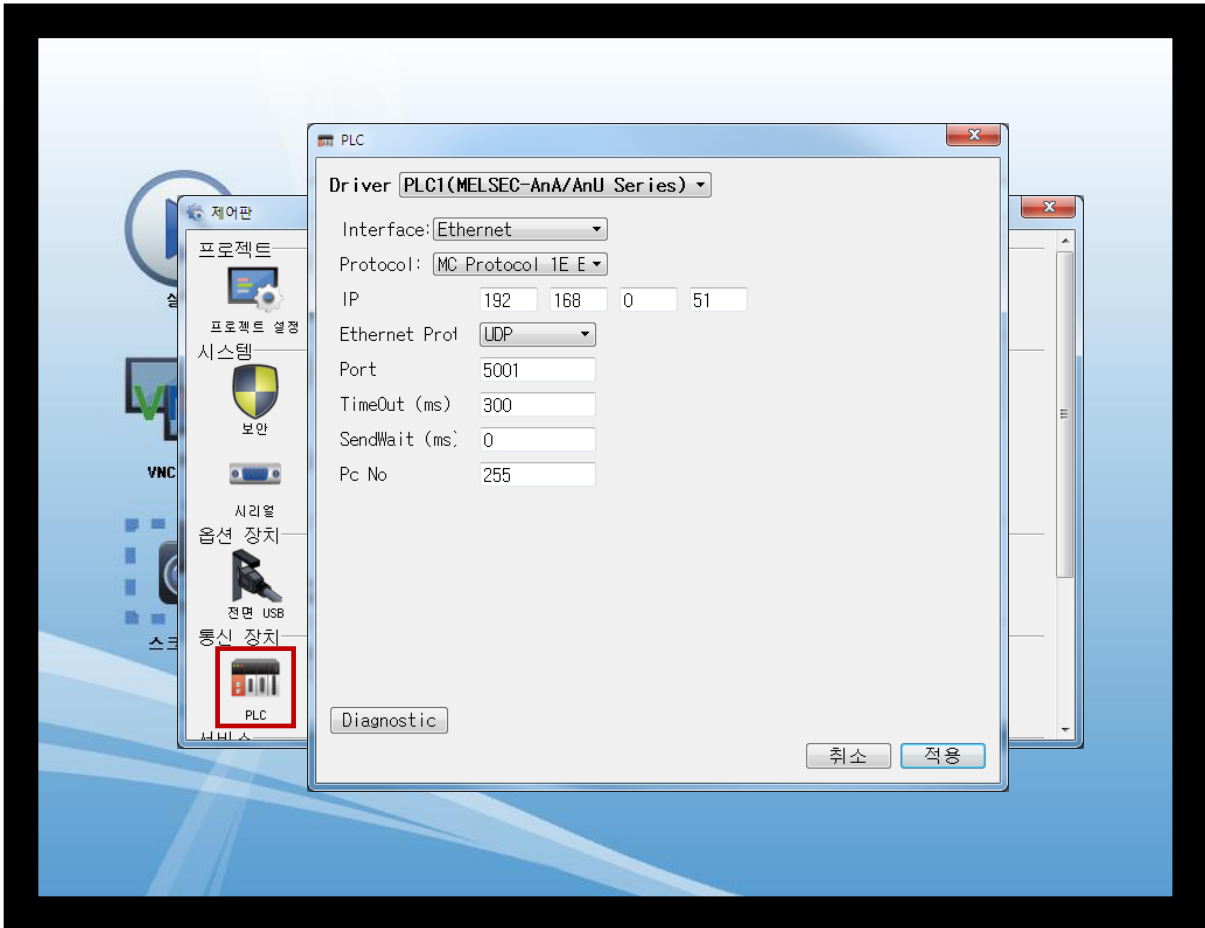 PLC
Driver PLC1(MELSEC-AnA/AnU Series)
Interface: Ethernet
Protocol: MC Protocol 1E E
IP 192 168 0 51
Ethernet Prot UDP
Port 5001
TimeOut (ms) 300
SendWait (ms) 0
Pc No 255
Diagnostic
취소 적용
제어판
프로젝트
프로젝트 설정
시스템
보안
시리얼
옵션 장치
전면 USB
통신 장치
PLC
서비스
VNC